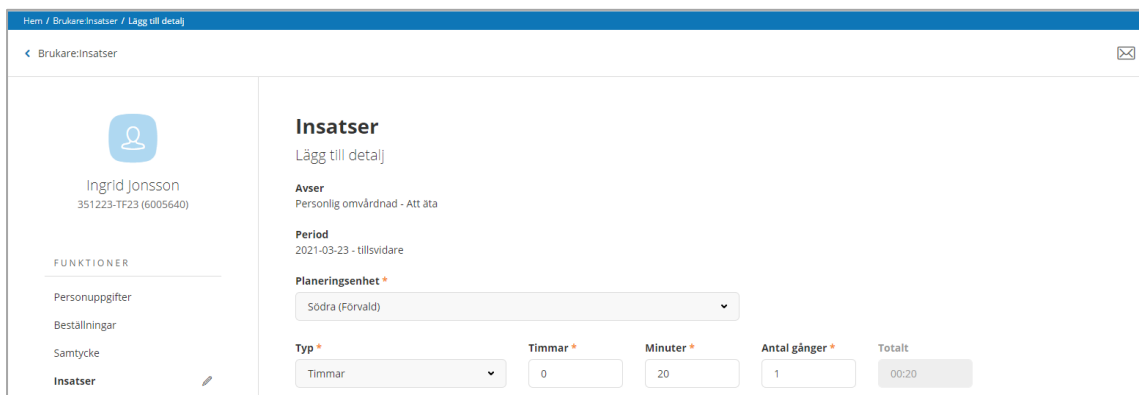 Hem / Brukare:Insatser / Lägg till detalj
Brukare:Insatser
Ingrid Jonsson
351223-TF23 (6005640)
FUNKTIONER
Personuppgifter
Beställningar
Samtycke
Insatser
Insatser
Lägg till detalj
Avser
Personlig omvårdnad - Att äta
Period
2021-03-23 - tillsvidare
Planeringsenhet *
Södra (Förvald)
Typ * Timmar * Minuter * Antal gånger * Totalt
Timmar 0 20 1 00:20